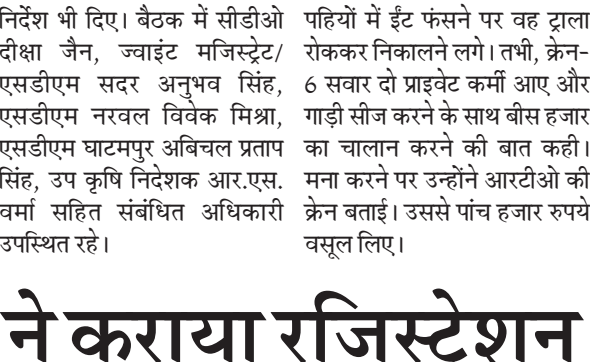 निर्देश भी दिए। बैठक में सीडीओ
दीक्षा जैन, ज्वाइंट मजिस्ट्रेट/
एसडीएम सदर अनुभव सिंह,
एसडीएम नरवल विवेक मिश्रा,
एसडीएम घाटमपुर अबिचल प्रताप
सिंह, उप कृषि निदेशक आर.एस.
वर्मा सहित संबंधित अधिकारी
उपस्थित रहे।
पहियों में ईंट फंसने पर वह ट्राला
रोककर निकालने लगे। तभी, क्रेन-
6 सवार दो प्राइवेट कर्मी आए और
गाड़ी सीज करने के साथ बीस हजार
का चालान करने की बात कही।
मना करने पर उन्होंने आरटीओ की
क्रेन बताई। उससे पांच हजार रुपये
वसूल लिए।
ने कराया रजिस्टेशन